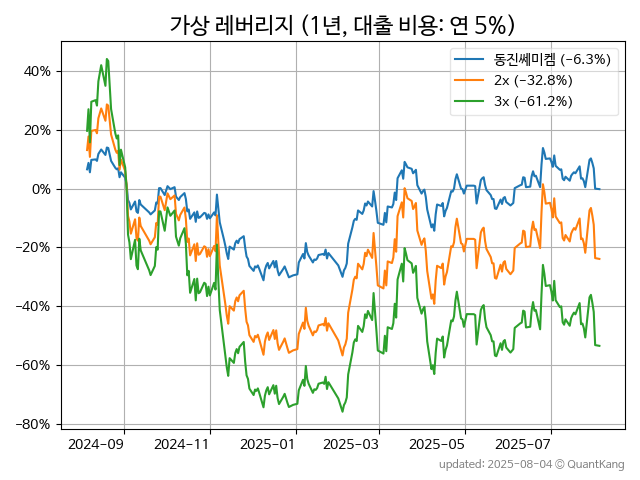 가상 레버리지 (1년, 대출 비용: 연 5%)
동진쎄미켐 (−6.3%)
2x (−32.8%)
3x (−61.2%)
40%
20%
0%
−20%
−40%
−60%
−80%
2024-09 2024-11 2025-01 2025-03 2025-05 2025-07
updated: 2025-08-04 © QuantKang